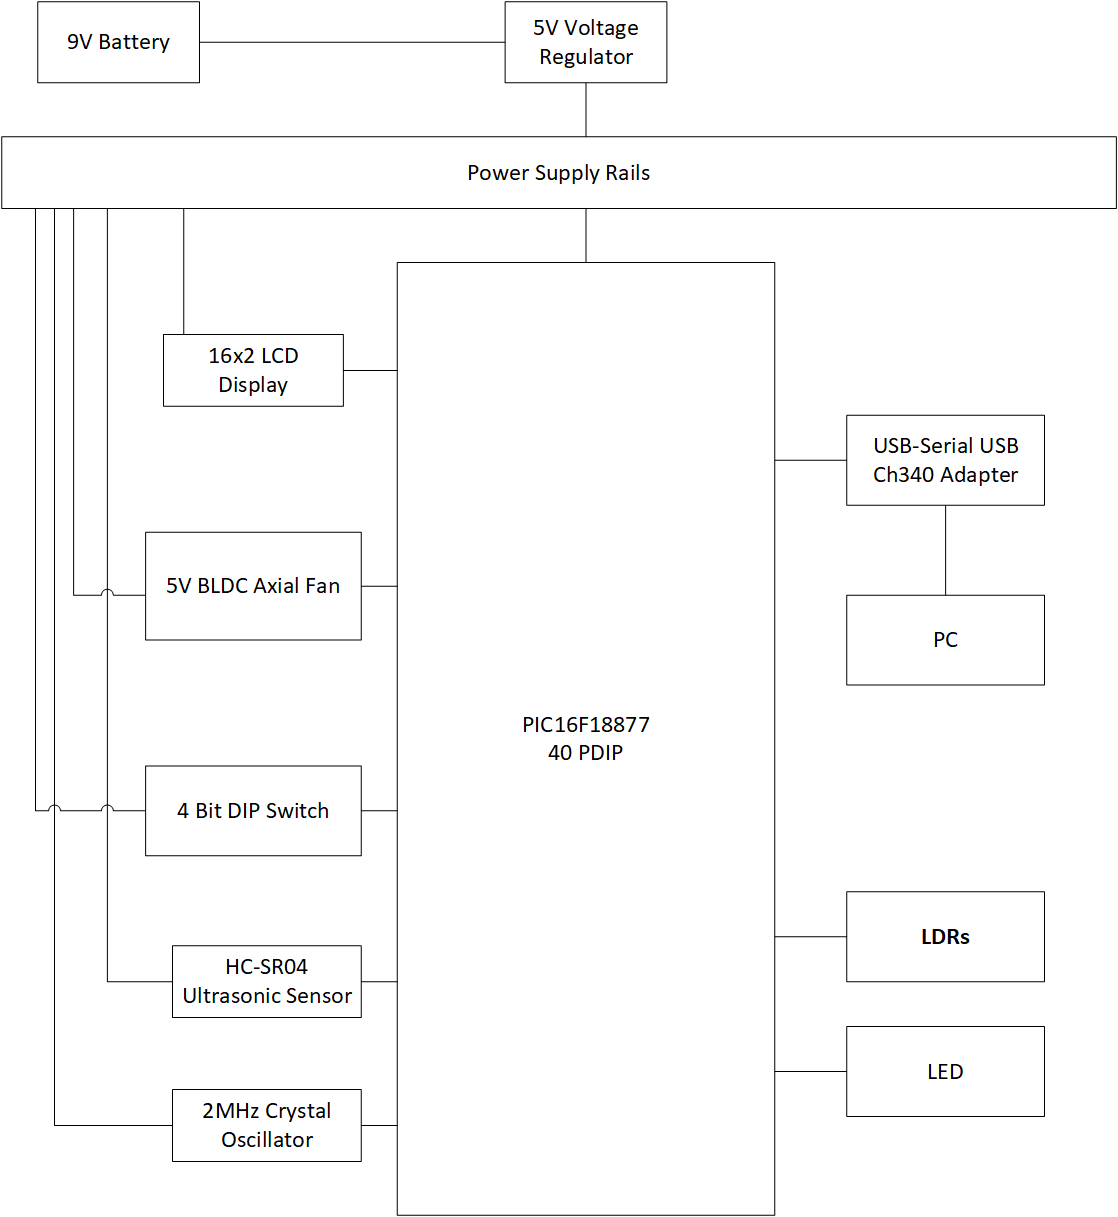 9V Battery
5V Voltage
Regulator
Power Supply Rails
16x2 LCD
Display
USB-Serial USB
Ch340 Adapter
5V BLDC Axial Fan
PC
PIC16F18877
40 PDIP
4 Bit DIP Switch
LDRs
HC-SR04
Ultrasonic Sensor
LED
2MHz Crystal
Oscillator